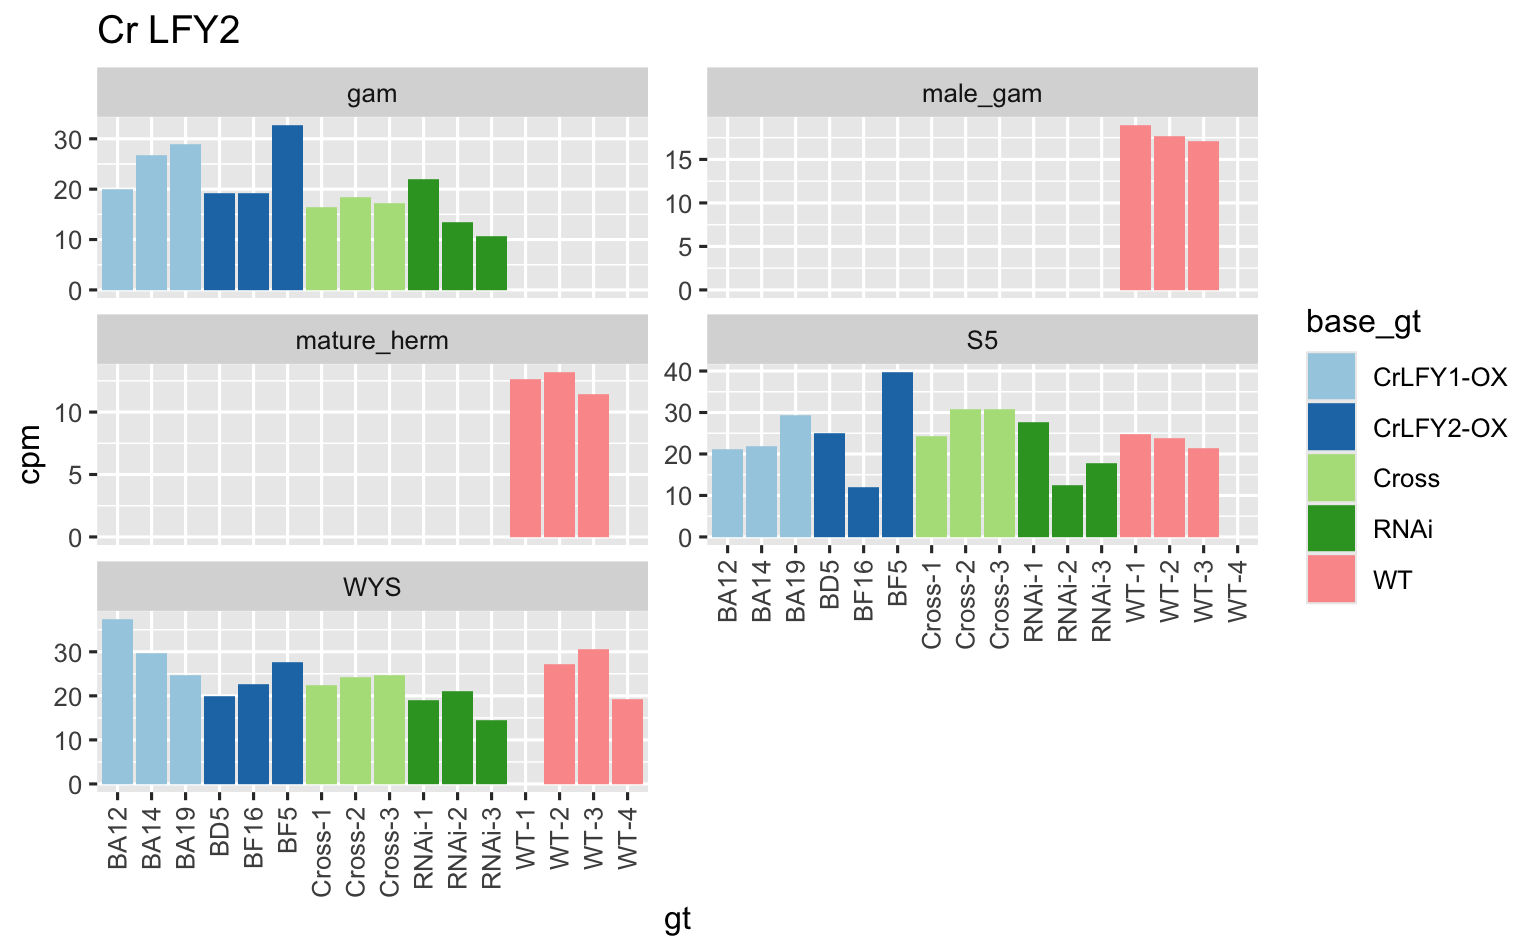 Cr LFY2
gam
30
20
10
0
male_gam
15
10
5
0
mature_herm
10
5
0
S5
40
30
20
10
0
BA12
BA14
BA19
BD5
BF16
BF5
Cross-1
Cross-2
Cross-3
RNAi-1
RNAi-2
RNAi-3
WT-1
WT-2
WT-3
WT-4
WYS
30
20
10
0
BA12
BA14
BA19
BD5
BF16
BF5
Cross-1
Cross-2
Cross-3
RNAi-1
RNAi-2
RNAi-3
WT-1
WT-2
WT-3
WT-4
cpm
gt
base_gt
CrLFY1-OX
CrLFY2-OX
Cross
RNAi
WT